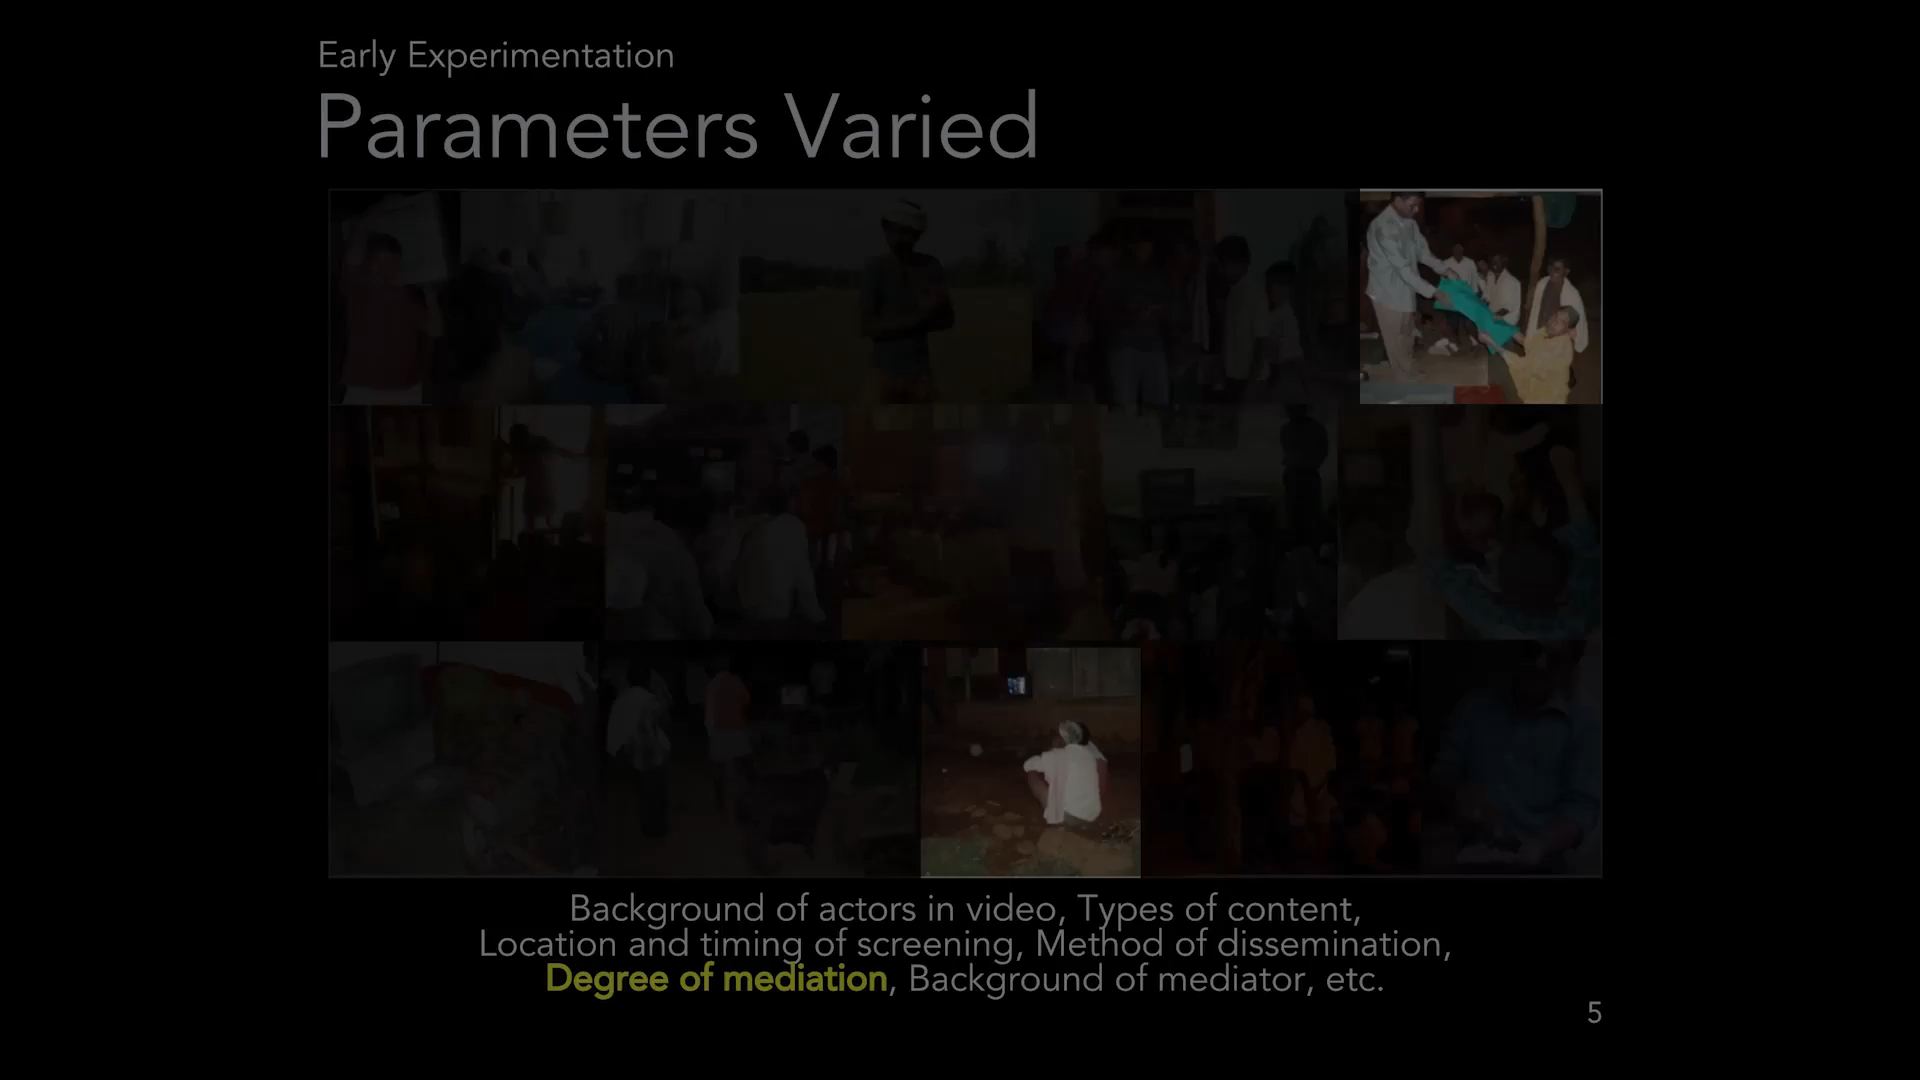 Early Experimentation
Parameters Varied
Background of actors in video, Types of content,
Location and timing of screening, Method of dissemination,
Degree of mediation, Background of mediator, etc.
5